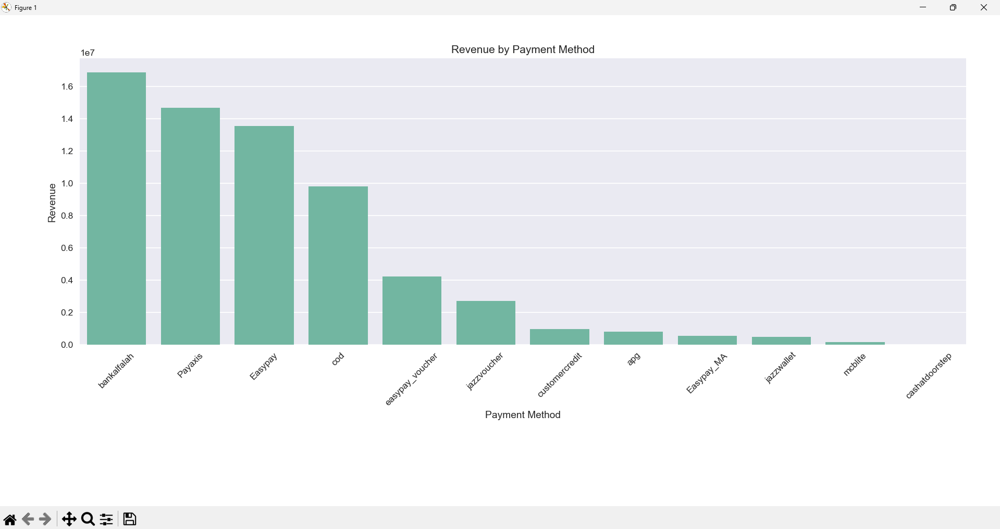 Figure 1
Revenue by Payment Method
1e7
1.6
1.4
1.2
1.0
0.8
0.6
0.4
0.2
0.0
Revenue
bankalfalah
Payaxis
Easypay
cod
easypay_voucher
jazzvoucher
customercredit
apg
Easypay_MA
jazzwallet
mcblite
cashatdoorstep
Payment Method